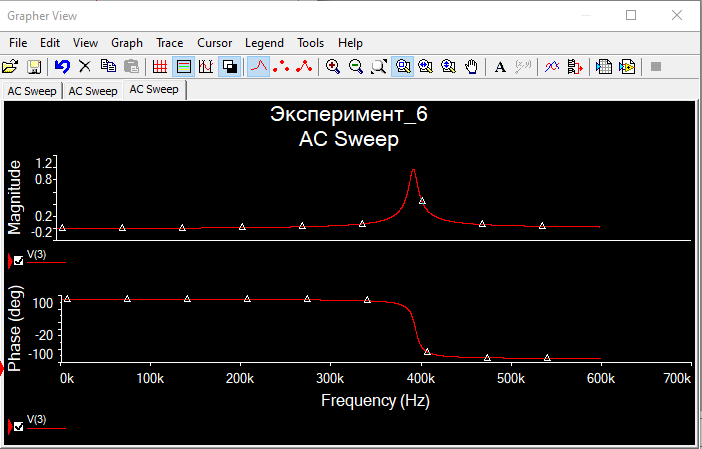 Grapher View
File Edit View Graph Trace Cursor Legend Tools Help
AC Sweep AC Sweep AC Sweep
Эксперимент_6
AC Sweep
Magnitude
1.2
0.8
0.2
-0.2
V(3)
Phase (deg)
100
-20
-100
0k 100k 200k 300k 400k 500k 600k 700k
Frequency (Hz)
V(3)